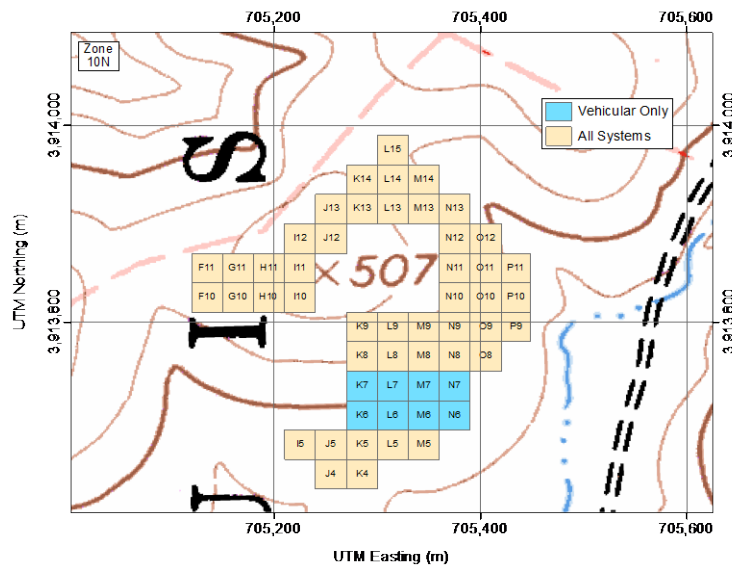 705,200 705,400 705,600
Zone
10N
Vehicular Only
All Systems
3,914,000 3,914,000
S
L15
K14 L14 M14
J13 K13 L13 M13 N13
I12 J12 N12 O12
F11 G11 H11 I11 ×507 N11 O11 P11
F10 G10 H10 I10 N10 O10 P10
UTM Northing (m)
3,913,800 3,913,800
I
K9 L9 M9 N9 O9 P9
K8 L8 M8 N8 O8
K7 L7 M7 N7
K6 L6 M6 N6
I5 J5 K5 L5 M5
J4 K4
705,200 705,400 705,600
UTM Easting (m)